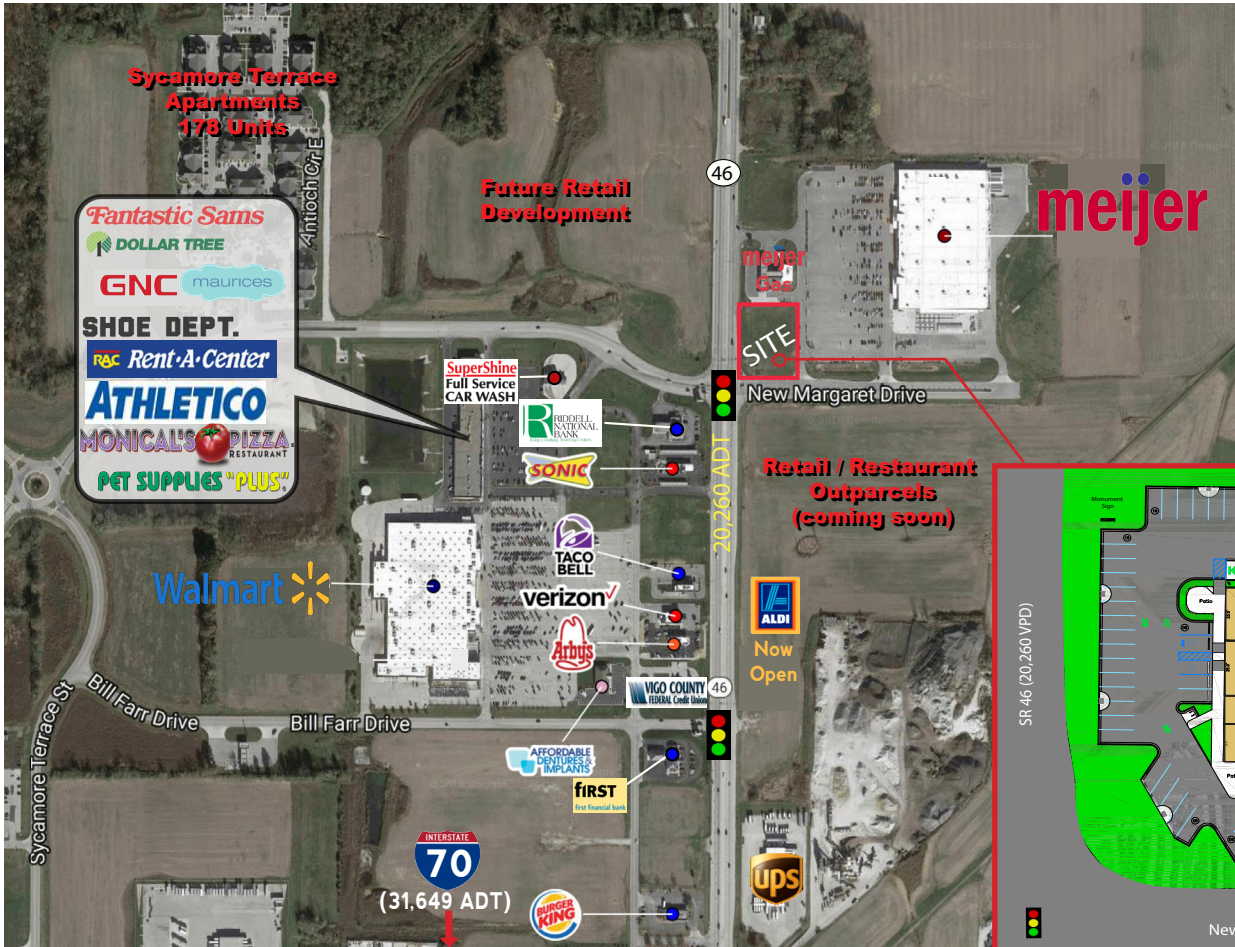 Sycamore Terrace
Apartments
178 Units
Antioch Cir E
46
Future Retail
Development
meijer
meijer
Gas
SITE
Fantastic Sams
DOLLAR TREE
GNC
maurices
SHOE DEPT.
RAC Rent-A-Center
ATHLETICO
MONICAL'S PIZZA
RESTAURANT
PET SUPPLIES "PLUS"
SuperShine
Full Service
CAR WASH
R
RIDDELL
NATIONAL
BANK
SONIC
New Margaret Drive
20,260 ADT
Retail / Restaurant
Outparcels
(coming soon)
Walmart
TACO
BELL
verizon
Arby's
ALDI
Now
Open
VIGO COUNTY
FEDERAL Credit Union
46
Bill Farr Drive
Bill Farr Drive
Sycamore Terrace St
AFFORDABLE
DENTURES &
IMPLANTS
fIRST
first financial bank
INTERSTATE
70
(31,649 ADT)
BURGER
KING
ups
Monument
Sign
Patio
SR 46 (20,260 VPD)
New